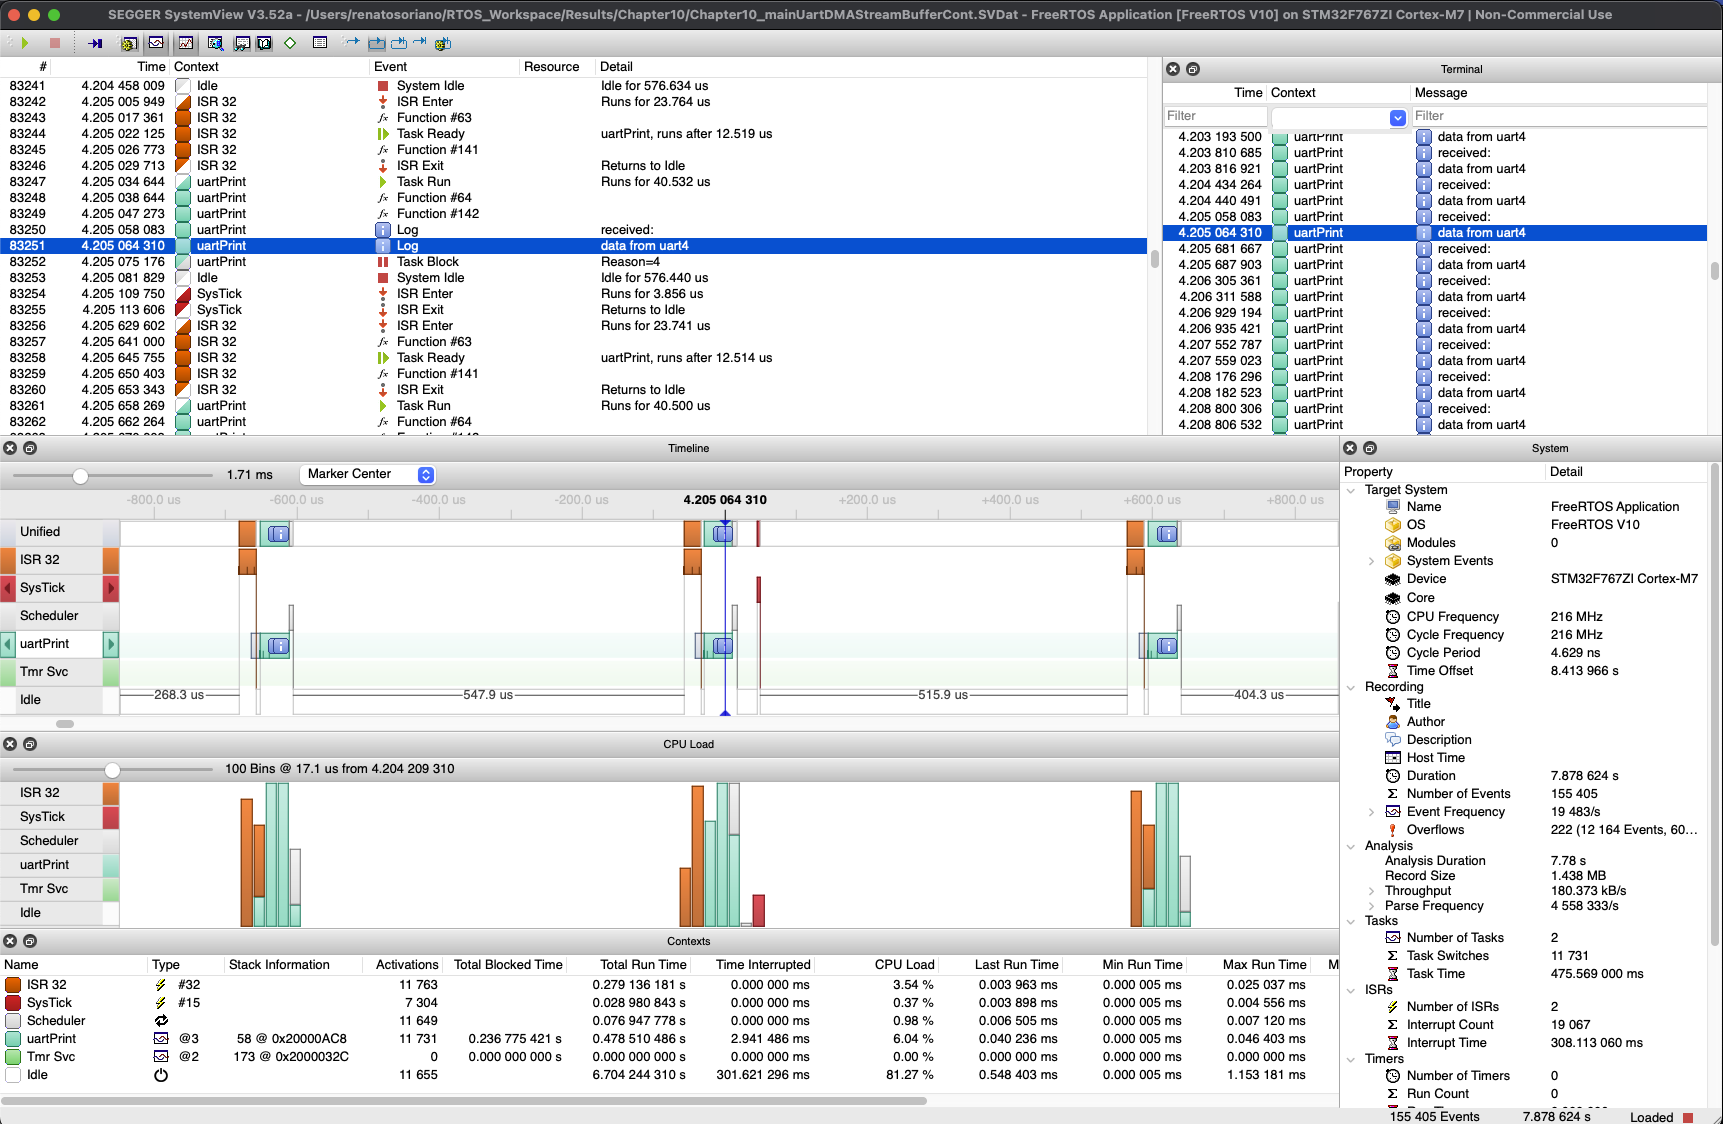 SEGGER SystemView V3.52a - /Users/renatosoriano/RTOS_Workspace/Results/Chapter10/Chapter10_mainUartDMAStreamBufferCont.SVDat - FreeRTOS Application [FreeRTOS V10] on STM32F767ZI Cortex-M7 | Non-Commercial Use
# Time Context Event Resource Detail
83241 4.204 458 009 Idle System Idle Idle for 576.634 us
83242 4.205 005 949 ISR 32 ISR Enter Runs for 23.764 us
83243 4.205 017 361 ISR 32 Function #63
83244 4.205 022 125 ISR 32 Task Ready uartPrint, runs after 12.519 us
83245 4.205 026 773 ISR 32 Function #141
83246 4.205 029 713 ISR 32 ISR Exit Returns to Idle
83247 4.205 034 644 uartPrint Task Run Runs for 40.532 us
83248 4.205 038 644 uartPrint Function #64
83249 4.205 047 273 uartPrint Function #142
83250 4.205 058 083 uartPrint Log received:
83251 4.205 064 310 uartPrint Log data from uart4
83252 4.205 075 176 uartPrint Task Block Reason=4
83253 4.205 081 829 Idle System Idle Idle for 576.440 us
83254 4.205 109 750 SysTick ISR Enter Runs for 3.856 us
83255 4.205 113 606 SysTick ISR Exit Returns to Idle
83256 4.205 629 602 ISR 32 ISR Enter Runs for 23.741 us
83257 4.205 641 000 ISR 32 Function #63
83258 4.205 645 755 ISR 32 Task Ready uartPrint, runs after 12.514 us
83259 4.205 650 403 ISR 32 Function #141
83260 4.205 653 343 ISR 32 ISR Exit Returns to Idle
83261 4.205 658 269 uartPrint Task Run Runs for 40.500 us
83262 4.205 662 264 uartPrint Function #64
Terminal
Time Context Message
Filter Filter
4.203 193 500 uartPrint data from uart4
4.203 810 685 uartPrint received:
4.203 816 921 uartPrint data from uart4
4.204 434 264 uartPrint received:
4.204 440 491 uartPrint data from uart4
4.205 058 083 uartPrint received:
4.205 064 310 uartPrint data from uart4
4.205 681 667 uartPrint received:
4.205 687 903 uartPrint data from uart4
4.206 305 361 uartPrint received:
4.206 311 588 uartPrint data from uart4
4.206 929 194 uartPrint received:
4.206 935 421 uartPrint data from uart4
4.207 552 787 uartPrint received:
4.207 559 023 uartPrint data from uart4
4.208 176 296 uartPrint received:
4.208 182 523 uartPrint data from uart4
4.208 800 306 uartPrint received:
4.208 806 532 uartPrint data from uart4
Timeline
1.71 ms Marker Center
-800.0 us -600.0 us -400.0 us -200.0 us 4.205 064 310 +200.0 us +400.0 us +600.0 us +800.0 us
Unified
ISR 32
SysTick
Scheduler
uartPrint
Tmr Svc
Idle 268.3 us 547.9 us 515.9 us 404.3 us
CPU Load
100 Bins @ 17.1 us from 4.204 209 310
ISR 32
SysTick
Scheduler
uartPrint
Tmr Svc
Idle
Contexts
Name Type Stack Information Activations Total Blocked Time Total Run Time Time Interrupted CPU Load Last Run Time Min Run Time Max Run Time M
ISR 32 #32 11 763 0.279 136 181 s 0.000 000 ms 3.54 % 0.003 963 ms 0.000 005 ms 0.025 037 ms
SysTick #15 7 304 0.028 980 843 s 0.000 000 ms 0.37 % 0.003 898 ms 0.000 005 ms 0.004 556 ms
Scheduler 11 649 0.076 947 778 s 0.000 000 ms 0.98 % 0.006 505 ms 0.000 005 ms 0.007 120 ms
uartPrint @3 58 @ 0x20000AC8 11 731 0.236 775 421 s 0.478 510 486 s 2.941 486 ms 6.04 % 0.040 236 ms 0.000 005 ms 0.046 403 ms
Tmr Svc @2 173 @ 0x2000032C 0 0.000 000 000 s 0.000 000 000 s 0.000 000 ms 0.00 % 0.000 000 ms 0.000 000 ms 0.000 000 ms
Idle 11 655 6.704 244 310 s 301.621 296 ms 81.27 % 0.548 403 ms 0.000 005 ms 1.153 181 ms
System
Property Detail
Target System
Name FreeRTOS Application
OS FreeRTOS V10
Modules 0
System Events
Device STM32F767ZI Cortex-M7
Core
CPU Frequency 216 MHz
Cycle Frequency 216 MHz
Cycle Period 4.629 ns
Time Offset 8.413 966 s
Recording
Title
Author
Description
Host Time
Duration 7.878 624 s
Number of Events 155 405
Event Frequency 19 483/s
Overflows 222 (12 164 Events, 60...
Analysis
Analysis Duration 7.78 s
Record Size 1.438 MB
Throughput 180.373 kB/s
Parse Frequency 4 558 333/s
Tasks
Number of Tasks 2
Task Switches 11 731
Task Time 475.569 000 ms
ISRs
Number of ISRs 2
Interrupt Count 19 067
Interrupt Time 308.113 060 ms
Timers
Number of Timers 0
Run Count 0
155 405 Events 7.878 624 s Loaded